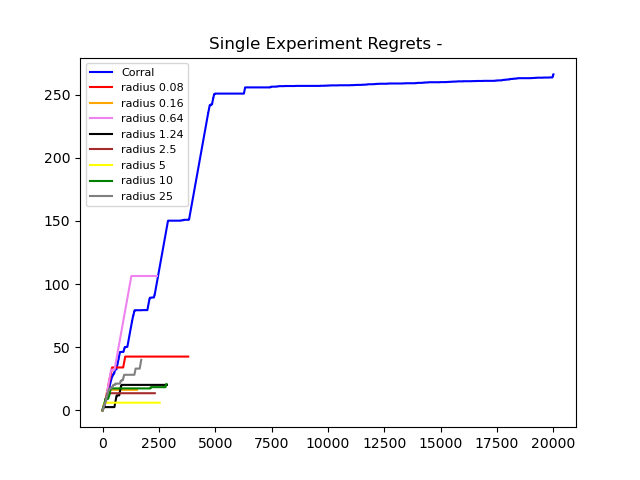 Single Experiment Regrets -
Corral
radius 0.08
radius 0.16
radius 0.64
radius 1.24
radius 2.5
radius 5
radius 10
radius 25
250
200
150
100
50
0
0 2500 5000 7500 10000 12500 15000 17500 20000